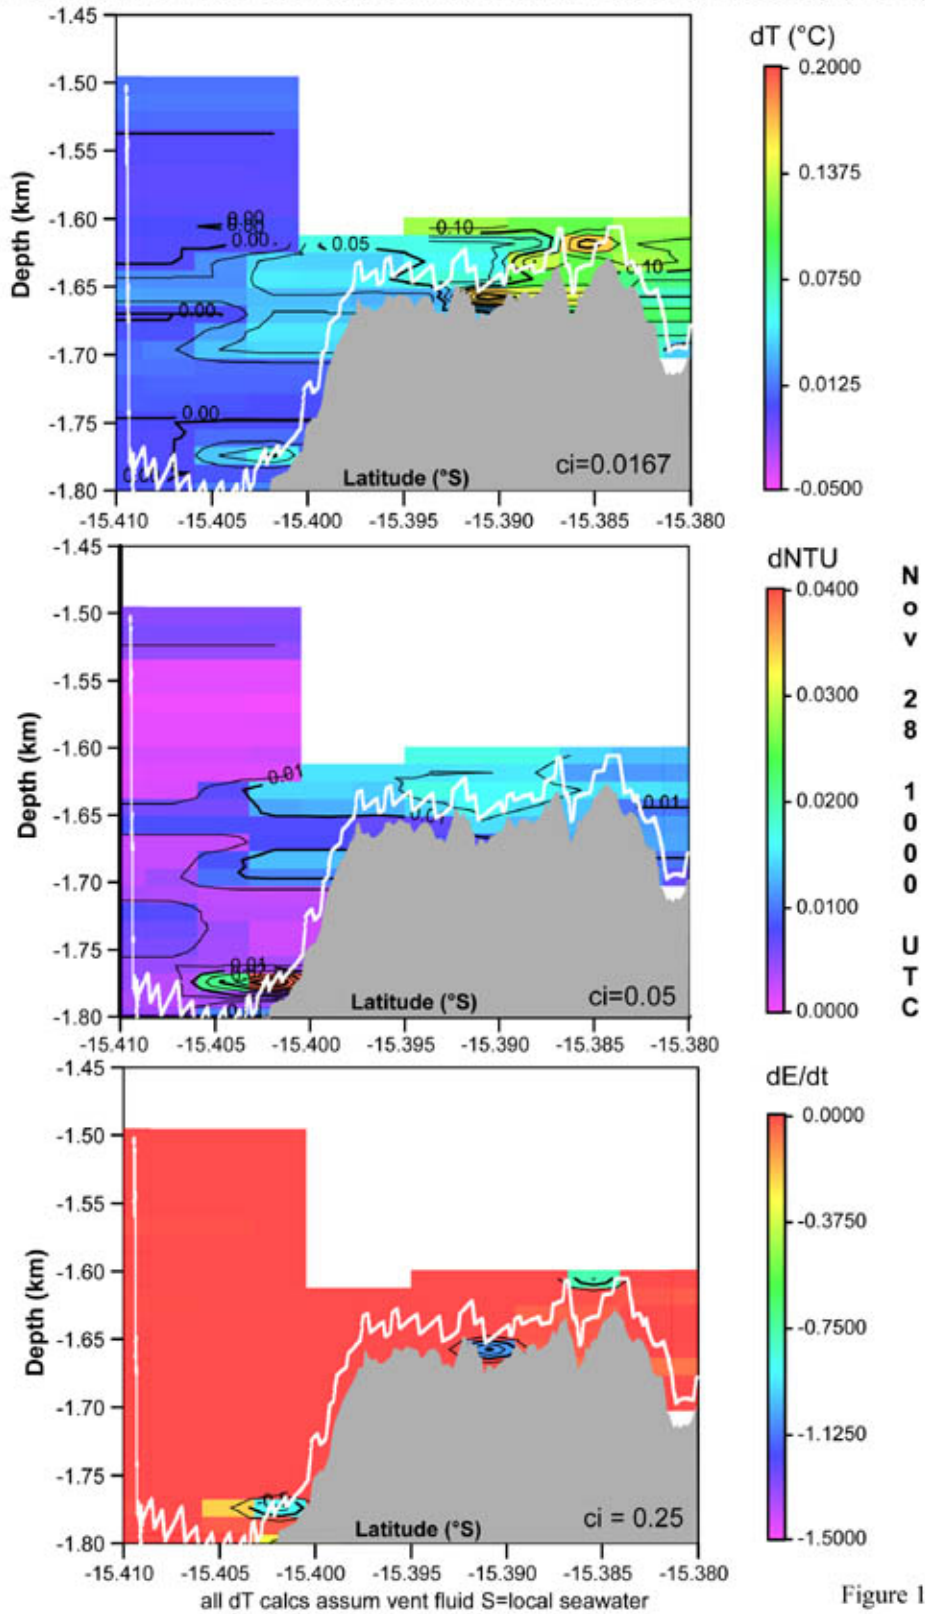 dT (°C)
-1.45
-1.50
-1.55
-1.60
-1.65
-1.70
-1.75
-1.80
Depth (km)
0.00
0.00
0.05
0.10
0.10
0.00
0.00
Latitude (°S)
ci=0.0167
-15.410 -15.405 -15.400 -15.395 -15.390 -15.385 -15.380
0.2000
0.1375
0.0750
0.0125
-0.0500
dNTU
-1.45
-1.50
-1.55
-1.60
-1.65
-1.70
-1.75
-1.80
Depth (km)
0.01
0.01
0.01
Latitude (°S)
ci=0.05
-15.410 -15.405 -15.400 -15.395 -15.390 -15.385 -15.380
0.0400
0.0300
0.0200
0.0100
0.0000
Nov 28 1000 UTC
dE/dt
-1.45
-1.50
-1.55
-1.60
-1.65
-1.70
-1.75
-1.80
Depth (km)
Latitude (°S)
ci = 0.25
-15.410 -15.405 -15.400 -15.395 -15.390 -15.385 -15.380
0.0000
-0.3750
-0.7500
-1.1250
-1.5000
all dT calcs assum vent fluid S=local seawater
Figure 1